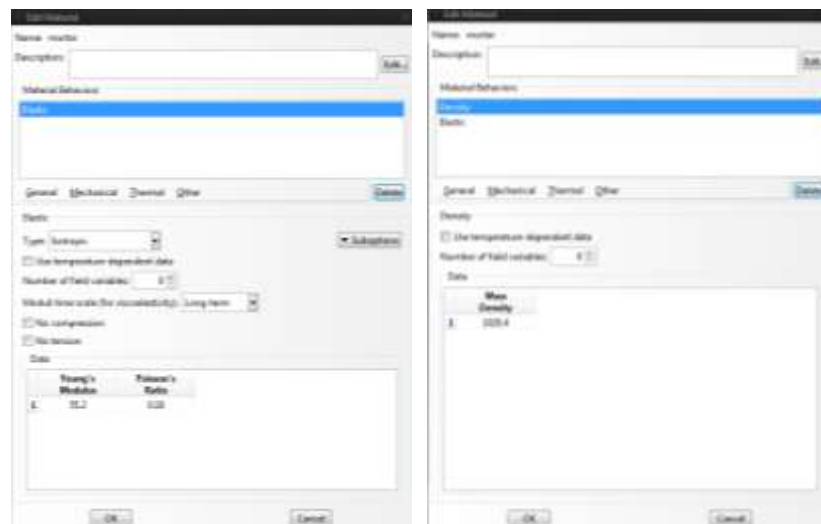 Edit Material
Name: mortar
Description:
Edit...
Material Behaviors
Elastic
General Mechanical Thermal Other
Delete
Elastic
Type: Isotropic
Suboptions
Use temperature-dependent data
Number of field variables: 0
Moduli time scale (for viscoelasticity): Long-term
No compression
No tension
Data
Young's Modulus
Poisson's Ratio
1
OK
Cancel
Edit Material
Name: mortar
Description:
Edit...
Material Behaviors
Density
Elastic
General Mechanical Thermal Other
Delete
Density
Use temperature-dependent data
Number of field variables: 0
Data
Mass Density
1
OK
Cancel